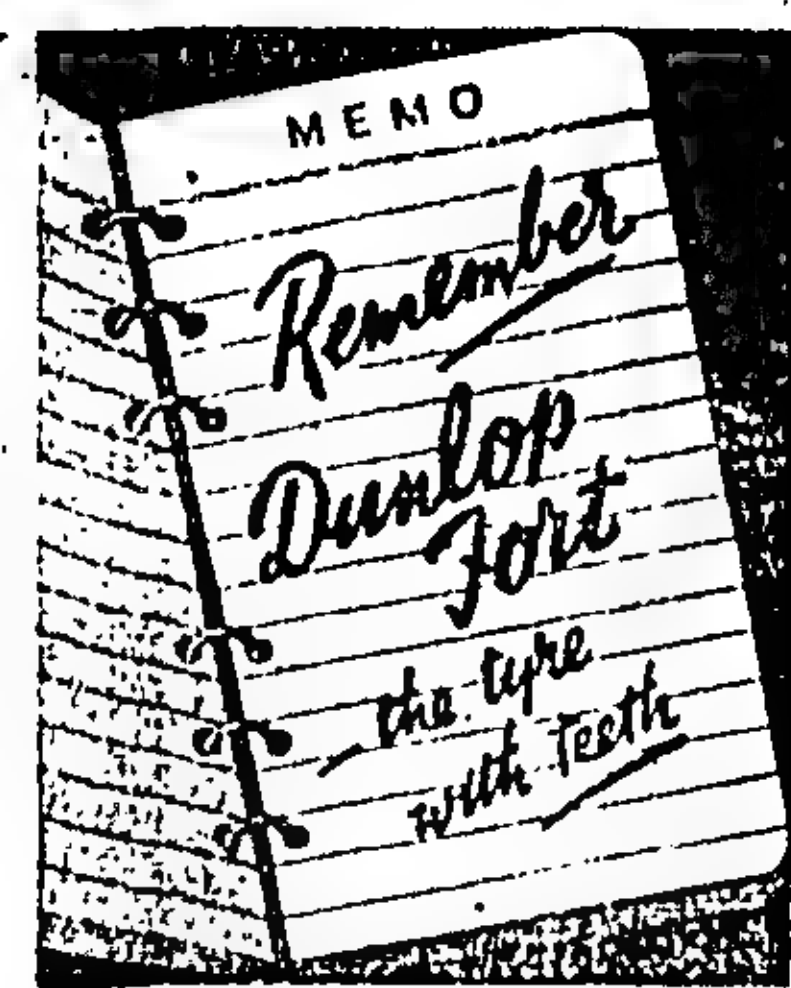 MEMO
Remember
Dunlop
Fort
— the tyre
with teeth